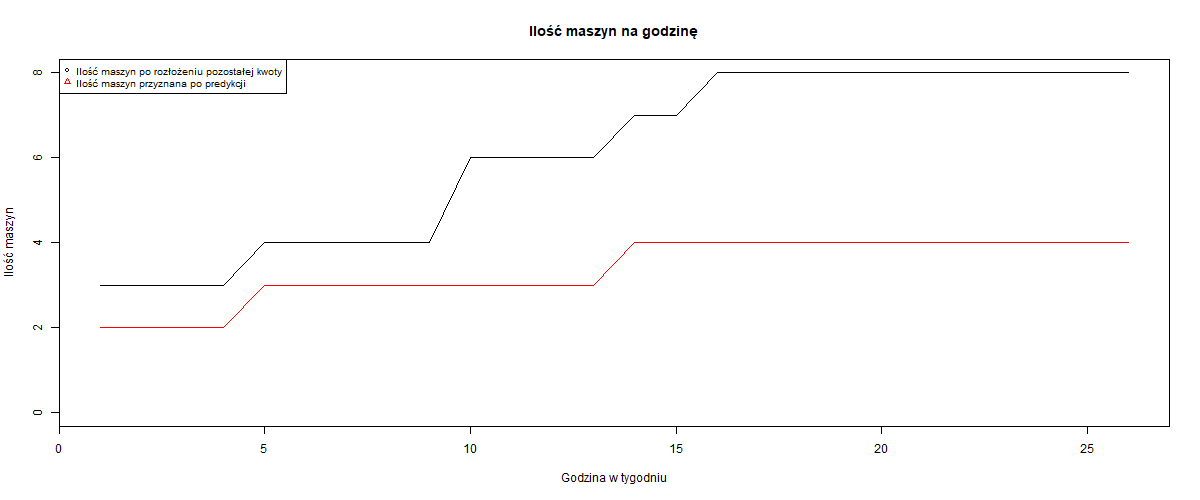 Ilość maszyn na godzinę
Ilość maszyn po rozłożeniu pozostałej kwoty
Ilość maszyn przyznana po predykcji
8
6
4
2
0
Ilość maszyn
0 5 10 15 20 25
Godzina w tygodniu